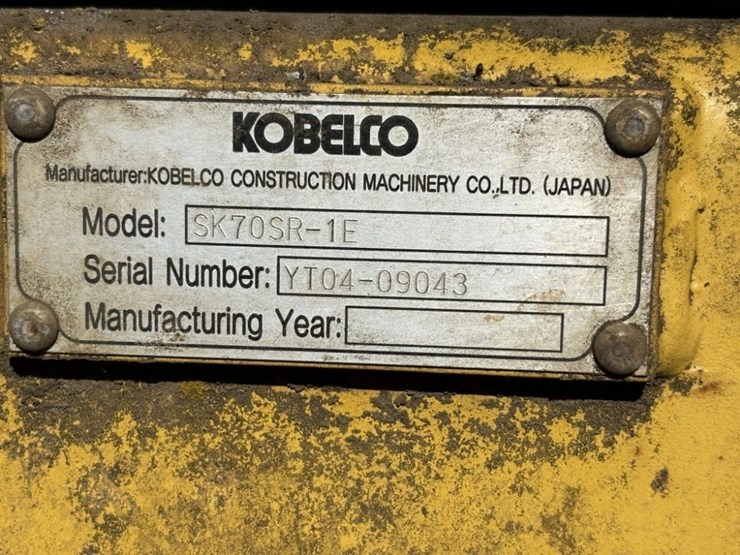 KOBELCO
Manufacturer:KOBELCO CONSTRUCTION MACHINERY CO.,LTD. (JAPAN)
Model: SK70SR-1E
Serial Number: YT04-09043
Manufacturing Year: